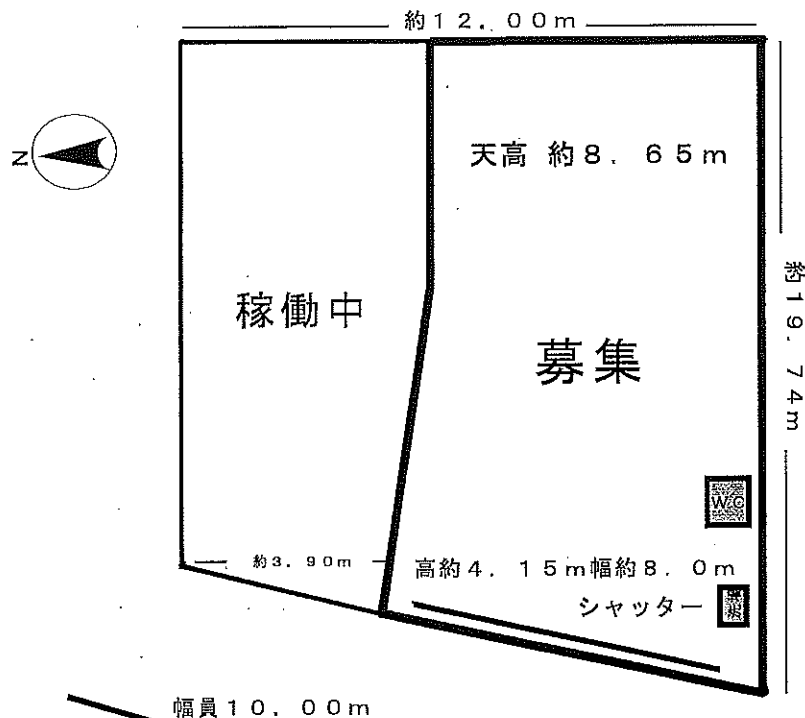 約12.00m
N
天高 約8.65m
稼働中
募集
約19.74m
WC
約3.90m
高約4.15m幅約8.0m
シャッター
幅員10.00m